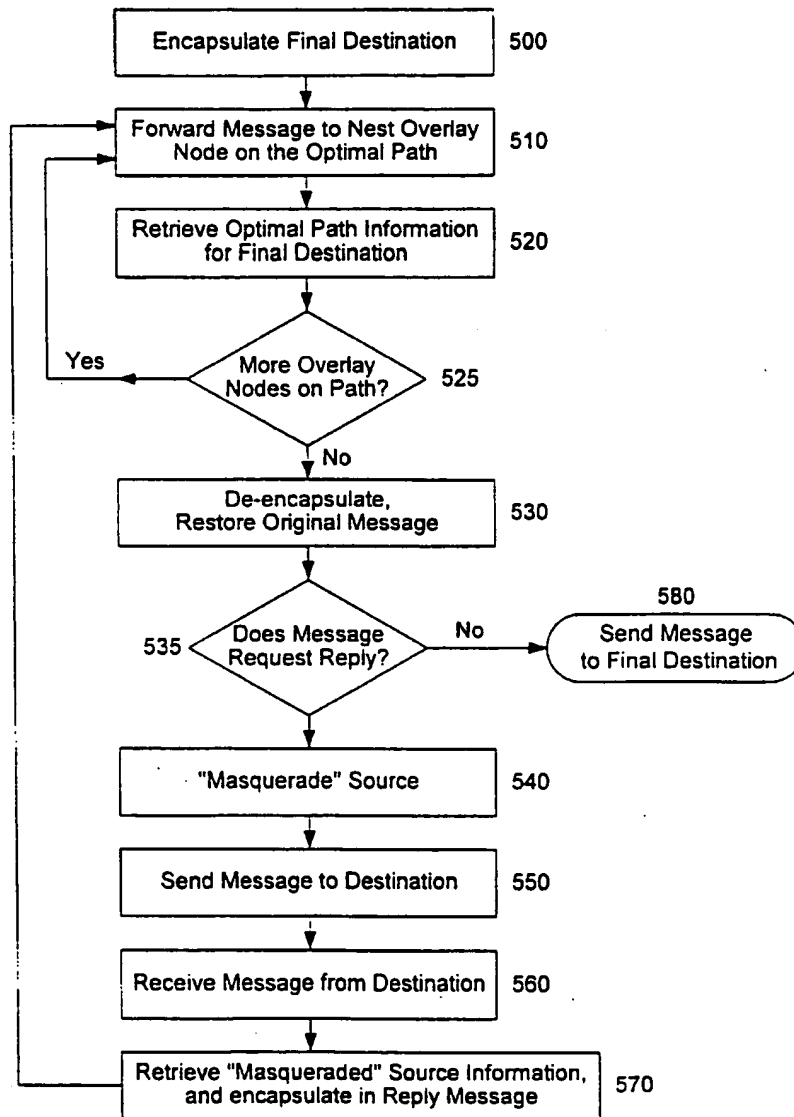 Encapsulate Final Destination
500
Forward Message to Nest Overlay
Node on the Optimal Path
510
Retrieve Optimal Path Information
for Final Destination
520
Yes
More Overlay
Nodes on Path?
525
No
De-encapsulate,
Restore Original Message
530
535
Does Message
Request Reply?
No
580
Send Message
to Final Destination
"Masquerade" Source
540
Send Message to Destination
550
Receive Message from Destination
560
Retrieve "Masqueraded" Source Information,
and encapsulate in Reply Message
570